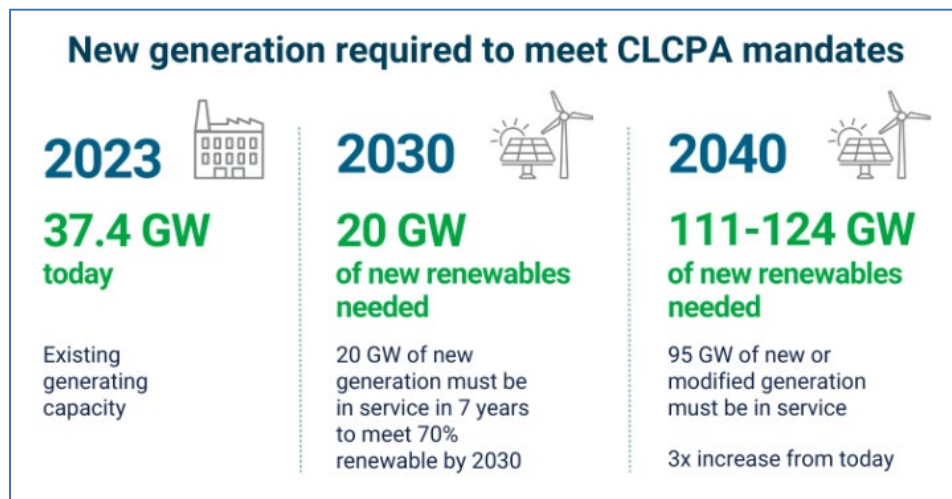 New generation required to meet CLCPA mandates
2023
37.4 GW
today
Existing
generating
capacity
2030
20 GW
of new renewables
needed
20 GW of new
generation must be
in service in 7 years
to meet 70%
renewable by 2030
2040
111-124 GW
of new renewables
needed
95 GW of new or
modified generation
must be in service
3x increase from today